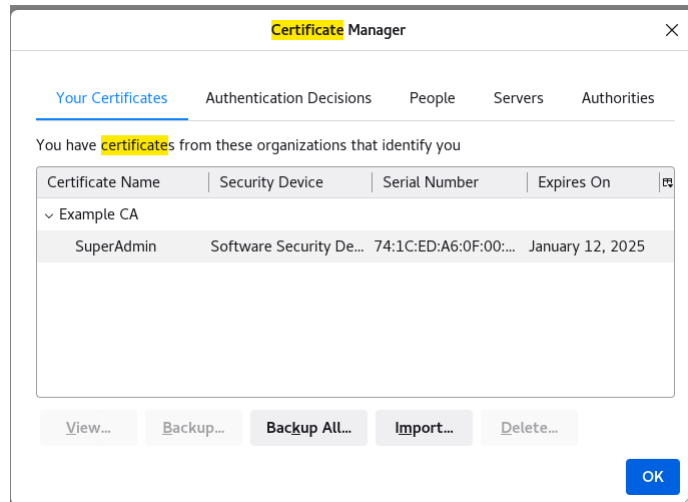 Certificate Manager
Your Certificates Authentication Decisions People Servers Authorities
You have certificates from these organizations that identify you
Certificate Name Security Device Serial Number Expires On
Example CA
SuperAdmin Software Security De... 74:1C:ED:A6:0F:00:... January 12, 2025
View... Backup... Backup All... Import... Delete...
OK